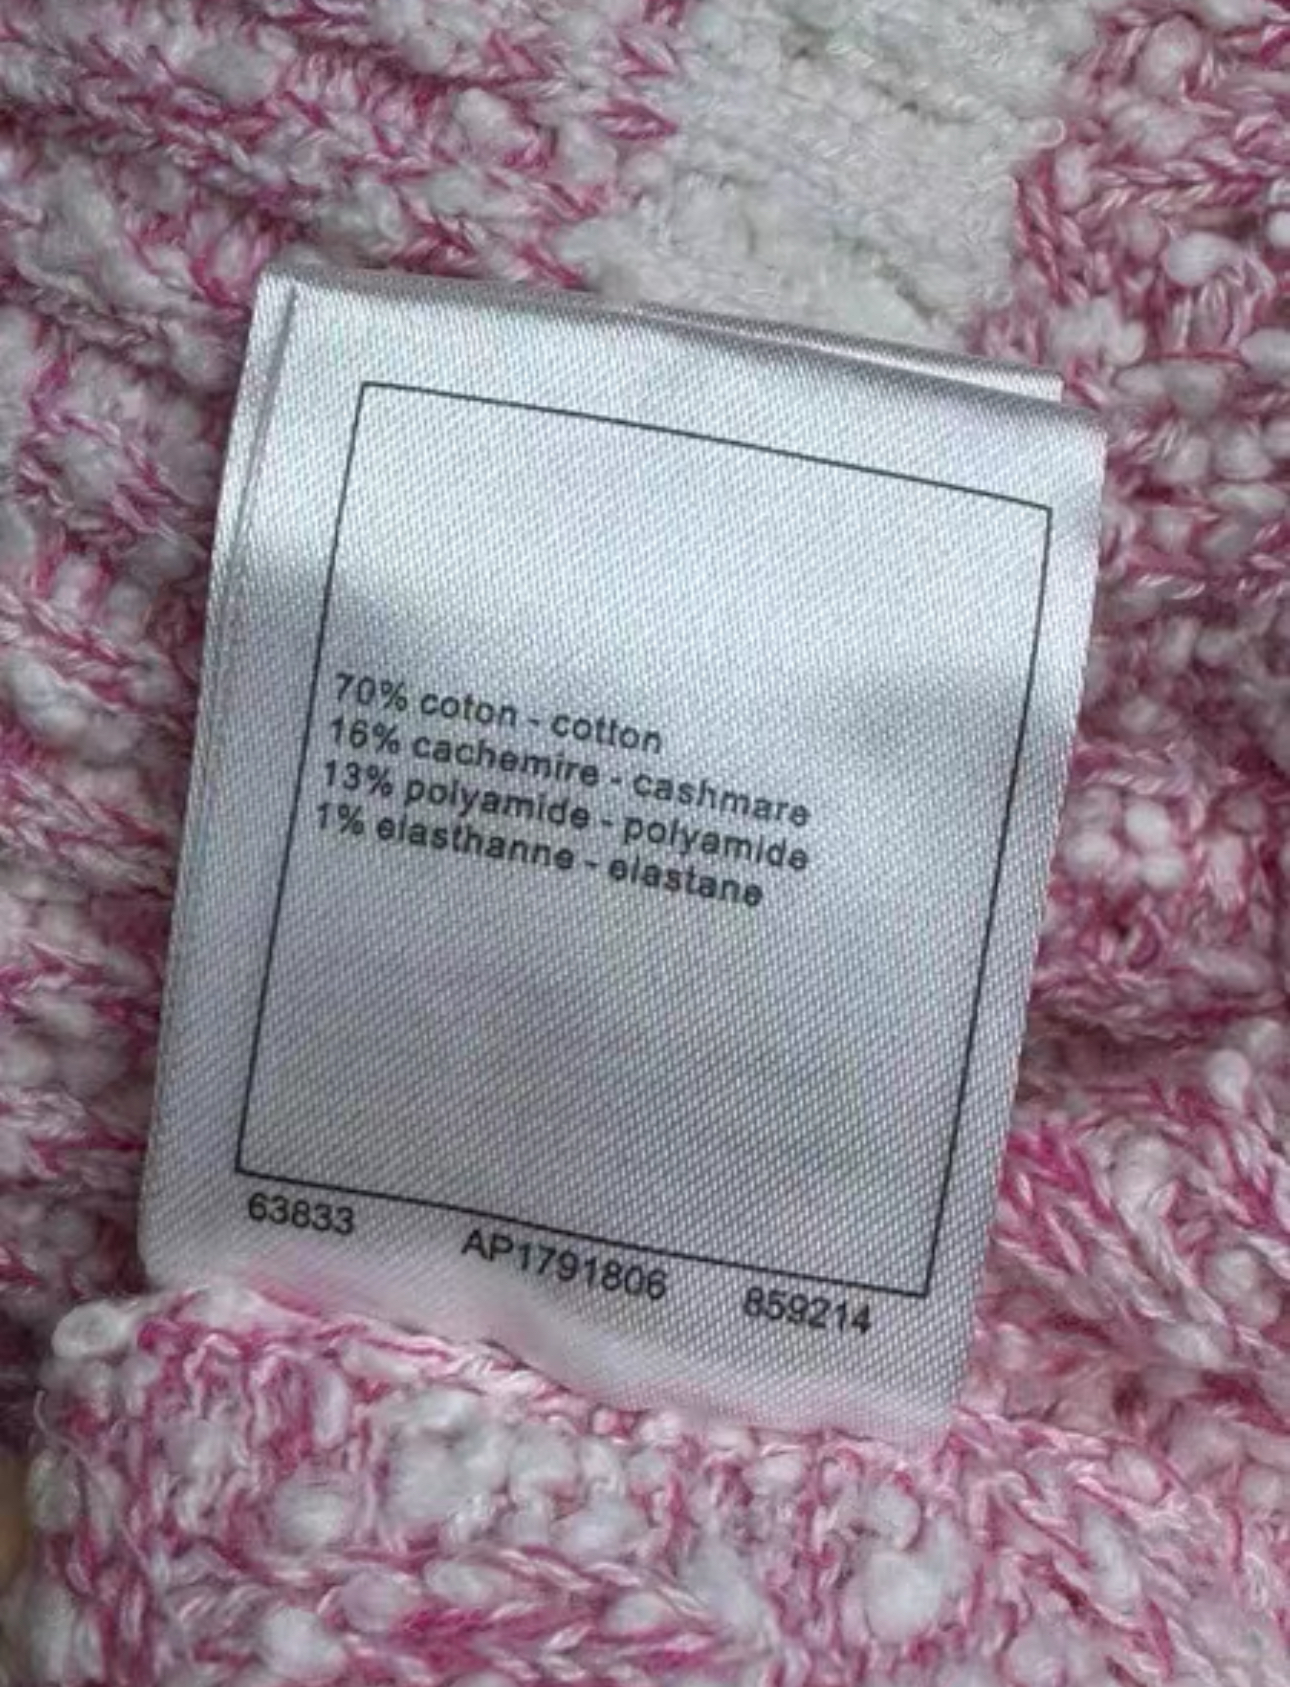 70% coton - cotton
16% cachemire - cashmare
13% polyamide - polyamide
1% elasthanne - elastane
63833 AP1791806 859214